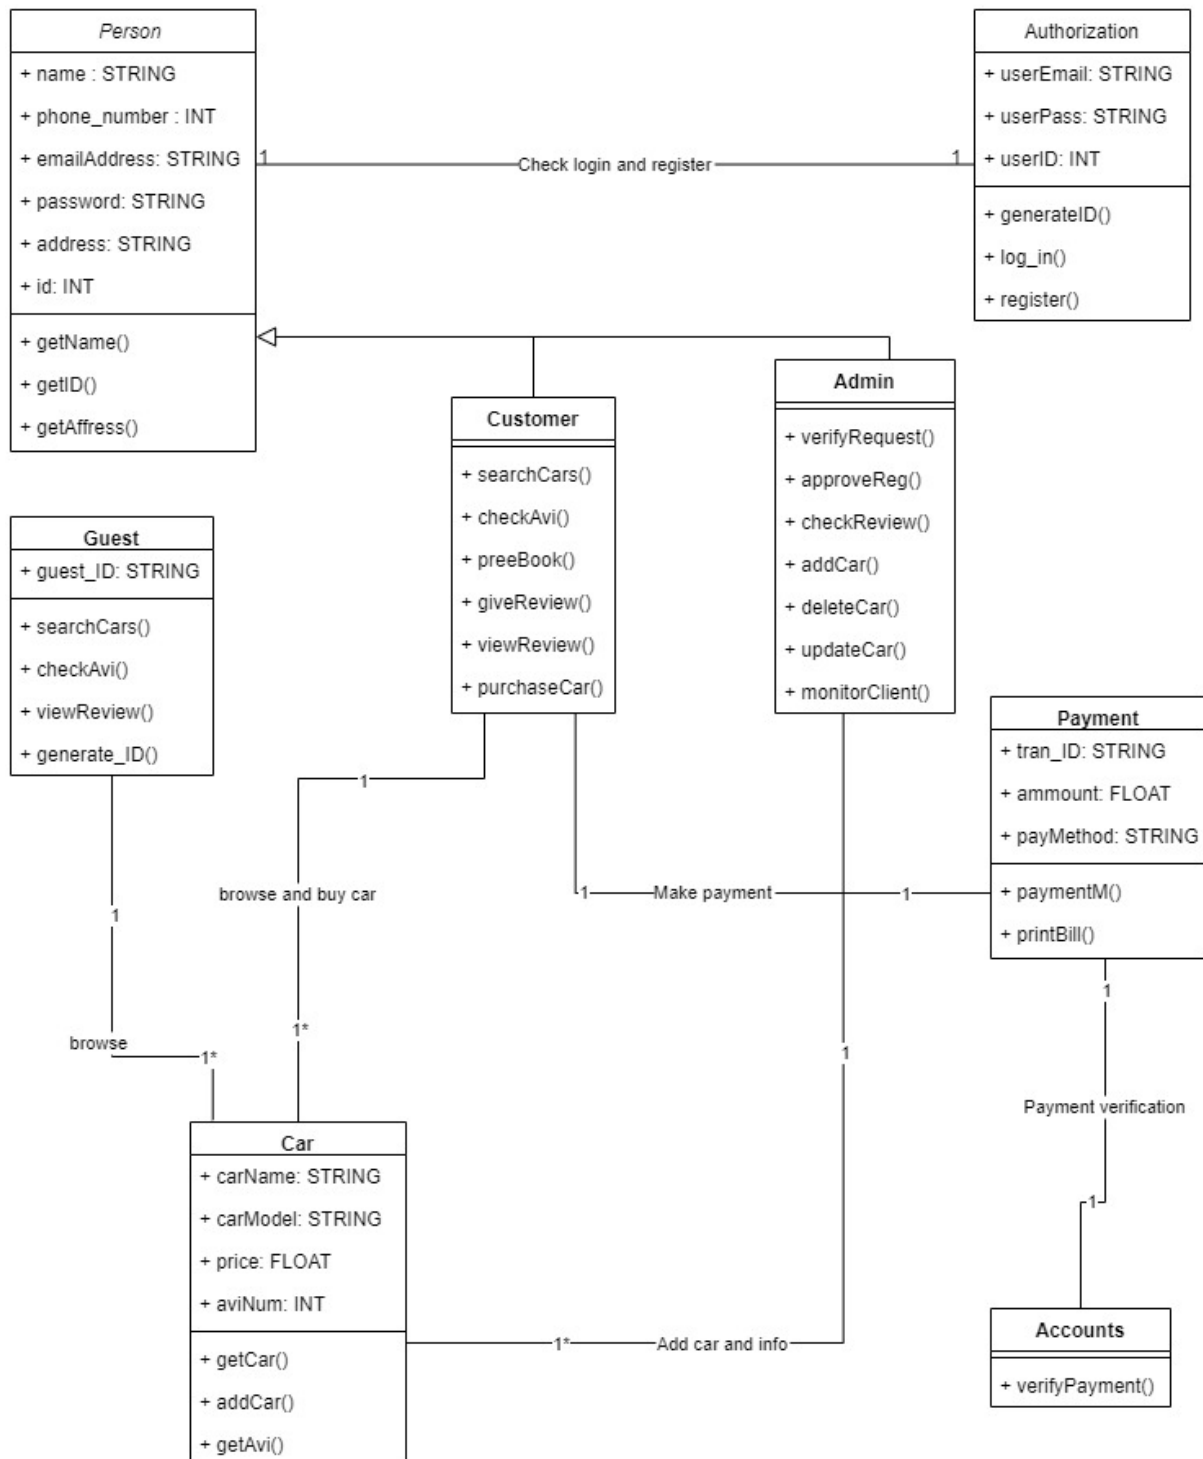 Person
+ name : STRING
+ phone_number : INT
+ emailAddress: STRING
+ password: STRING
+ address: STRING
+ id: INT
+ getName()
+ getID()
+ getAffress()
1
Check login and register
1
Authorization
+ userEmail: STRING
+ userPass: STRING
+ userID: INT
+ generateID()
+ log_in()
+ register()
Customer
+ searchCars()
+ checkAvi()
+ preeBook()
+ giveReview()
+ viewReview()
+ purchaseCar()
Admin
+ verifyRequest()
+ approveReg()
+ checkReview()
+ addCar()
+ deleteCar()
+ updateCar()
+ monitorClient()
Guest
+ guest_ID: STRING
+ searchCars()
+ checkAvi()
+ viewReview()
+ generate_ID()
Payment
+ tran_ID: STRING
+ ammount: FLOAT
+ payMethod: STRING
+ paymentM()
+ printBill()
1
browse
1*
1
browse and buy car
1*
1
Make payment
1
1
Payment verification
1
1
Add car and info
1*
Car
+ carName: STRING
+ carModel: STRING
+ price: FLOAT
+ aviNum: INT
+ getCar()
+ addCar()
+ getAvi()
Accounts
+ verifyPayment()